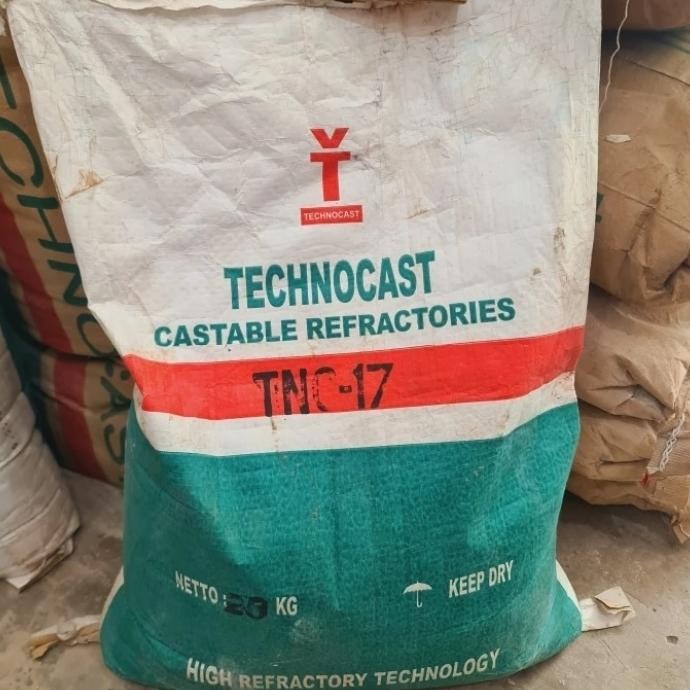 TECHNOCAST
TECHNOCAST
CASTABLE REFRACTORIES
TNC-17
NETTO : KG
KEEP DRY
HIGH REFRACTORY TECHNOLOGY